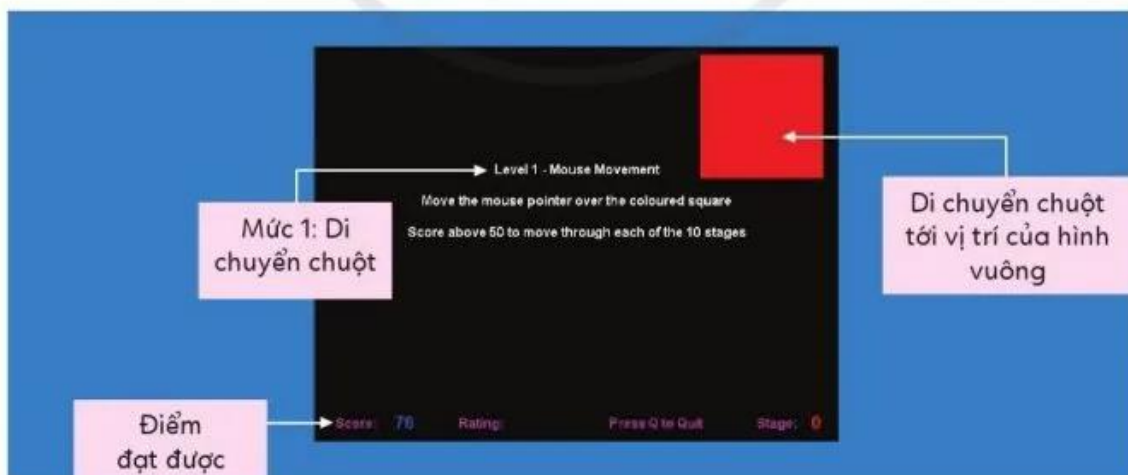 Level 1 - Mouse Movement
Move the mouse pointer over the coloured square
Score above 50 to move through each of the 10 stages
Mức 1: Di
chuyển chuột
Di chuyển chuột
tới vị trí của hình
vuông
Điểm
đạt được
Score: 76 Rating: Press Q to Quit Stage: 0